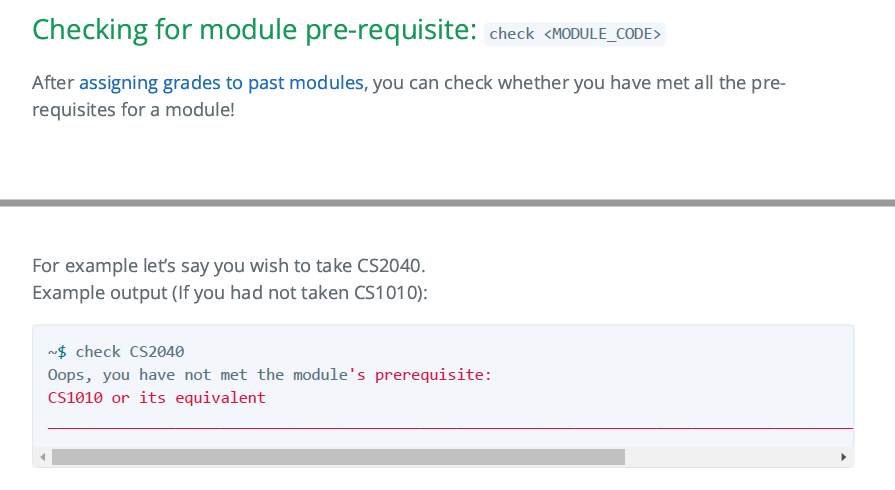 Checking for module pre-requisite: check <MODULE_CODE>
After assigning grades to past modules, you can check whether you have met all the pre-
requisites for a module!
For example let’s say you wish to take CS2040.
Example output (If you had not taken CS1010):
~$ check CS2040
Oops, you have not met the module's prerequisite:
CS1010 or its equivalent